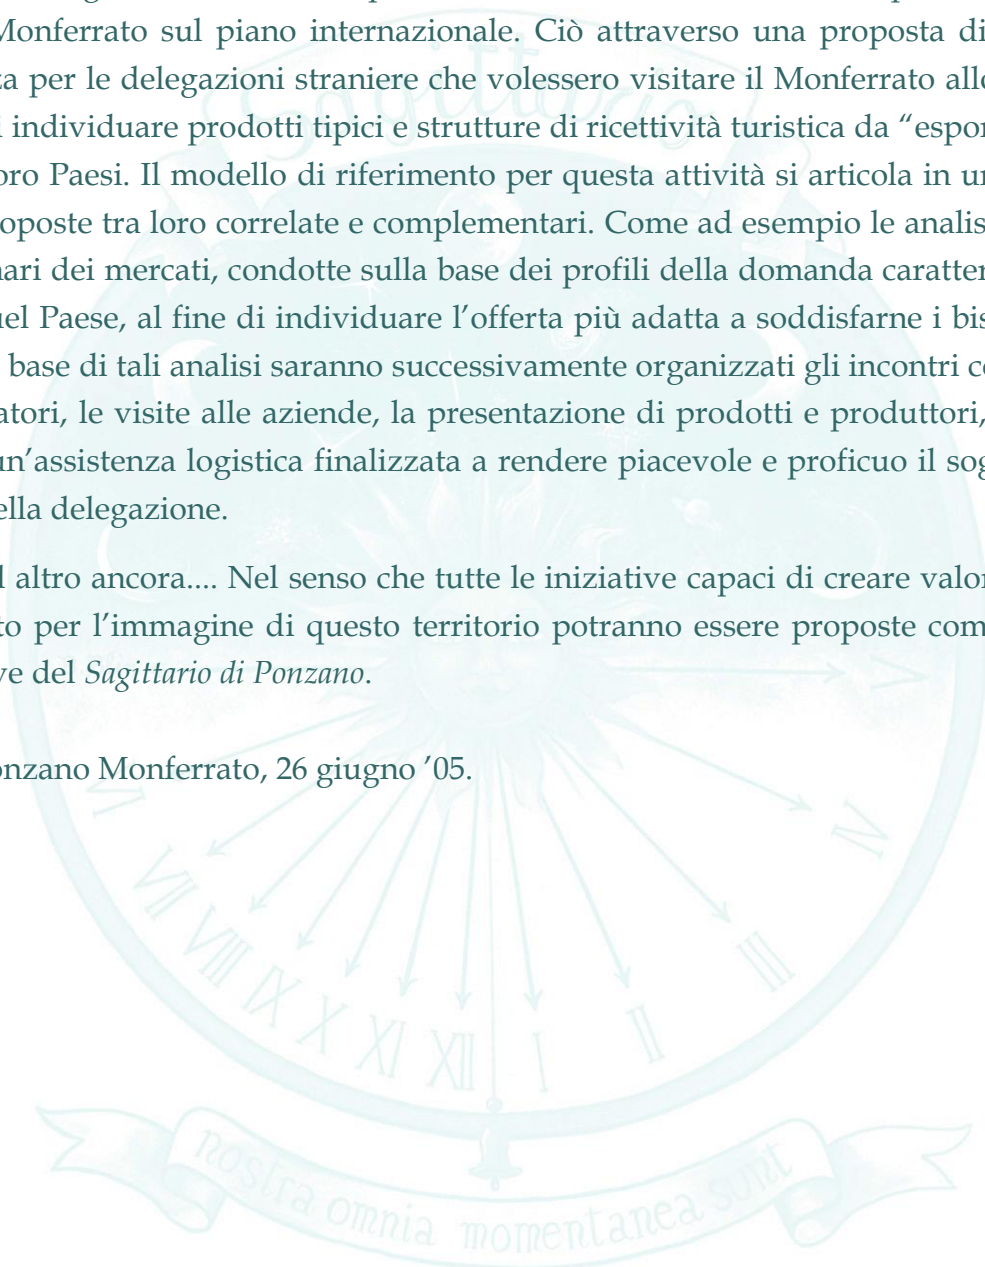 Monferrato sul piano internazionale. Ciò attraverso una proposta di
za per le delegazioni straniere che volessero visitare il Monferrato allo
i individuare prodotti tipici e strutture di ricettività turistica da “espor
oro Paesi. Il modello di riferimento per questa attività si articola in un
oposte tra loro correlate e complementari. Come ad esempio le analis
nari dei mercati, condotte sulla base dei profili della domanda caratter
uel Paese, al fine di individuare l’offerta più adatta a soddisfarne i bis
base di tali analisi saranno successivamente organizzati gli incontri co
atori, le visite alle aziende, la presentazione di prodotti e produttori,
un’assistenza logistica finalizzata a rendere piacevole e proficuo il sog
ella delegazione.
l altro ancora.... Nel senso che tutte le iniziative capaci di creare valor
to per l’immagine di questo territorio potranno essere proposte com
ve del Sagittario di Ponzano.
onzano Monferrato, 26 giugno ’05.
Sagittario
VI VII VIII IX X XI XII I II III IV V
nostra omnia momentanea sunt